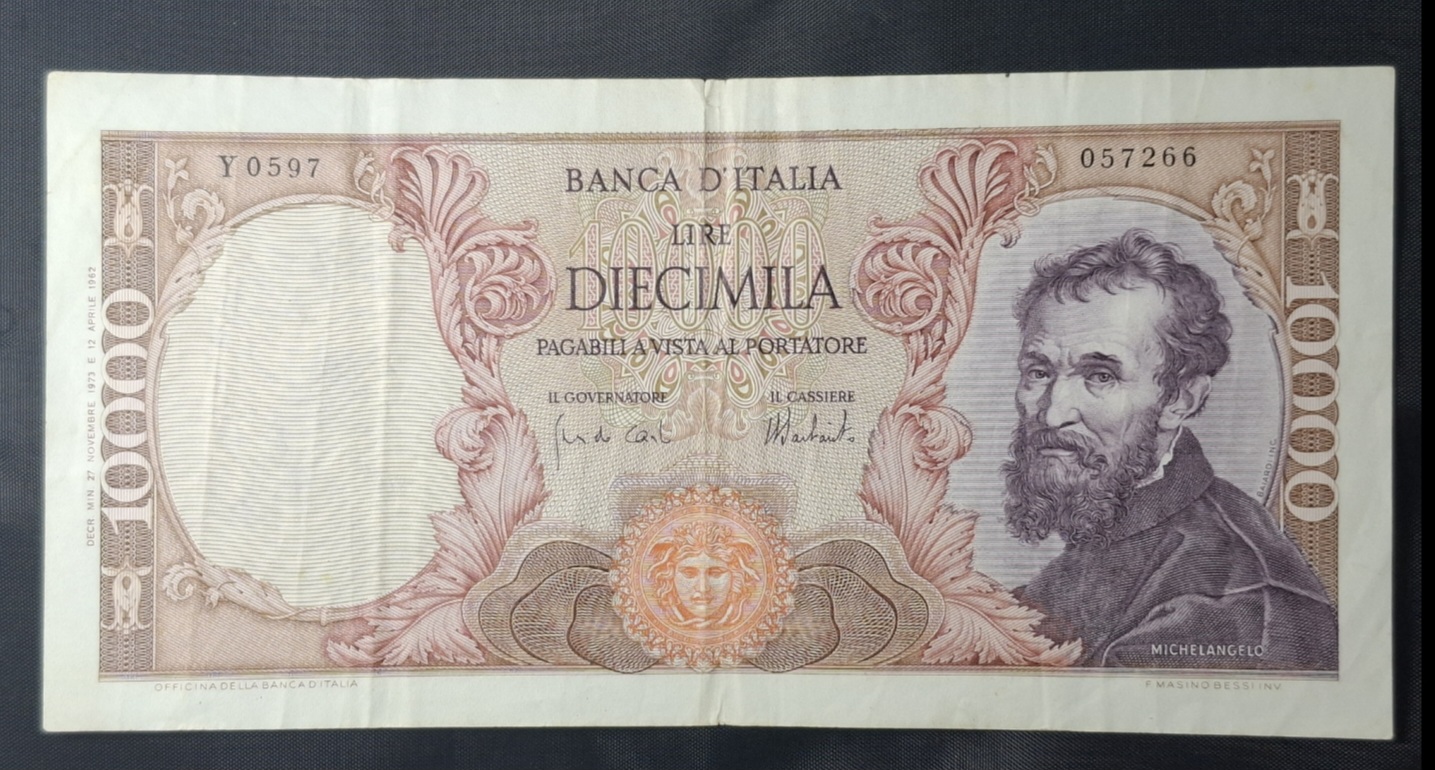 Y 0597
057266
BANCA D'ITALIA
LIRE
10000
DIECIMILA
PAGABILI A VISTA AL PORTATORE
IL GOVERNATORE
IL CASSIERE
10000
10000
DECR. MIN. 27 NOVEMBRE 1973 E 12 APRILE 1962
MICHELANGELO
OFFICINA DELLA BANCA D'ITALIA
F. MASINO BESSI INV.